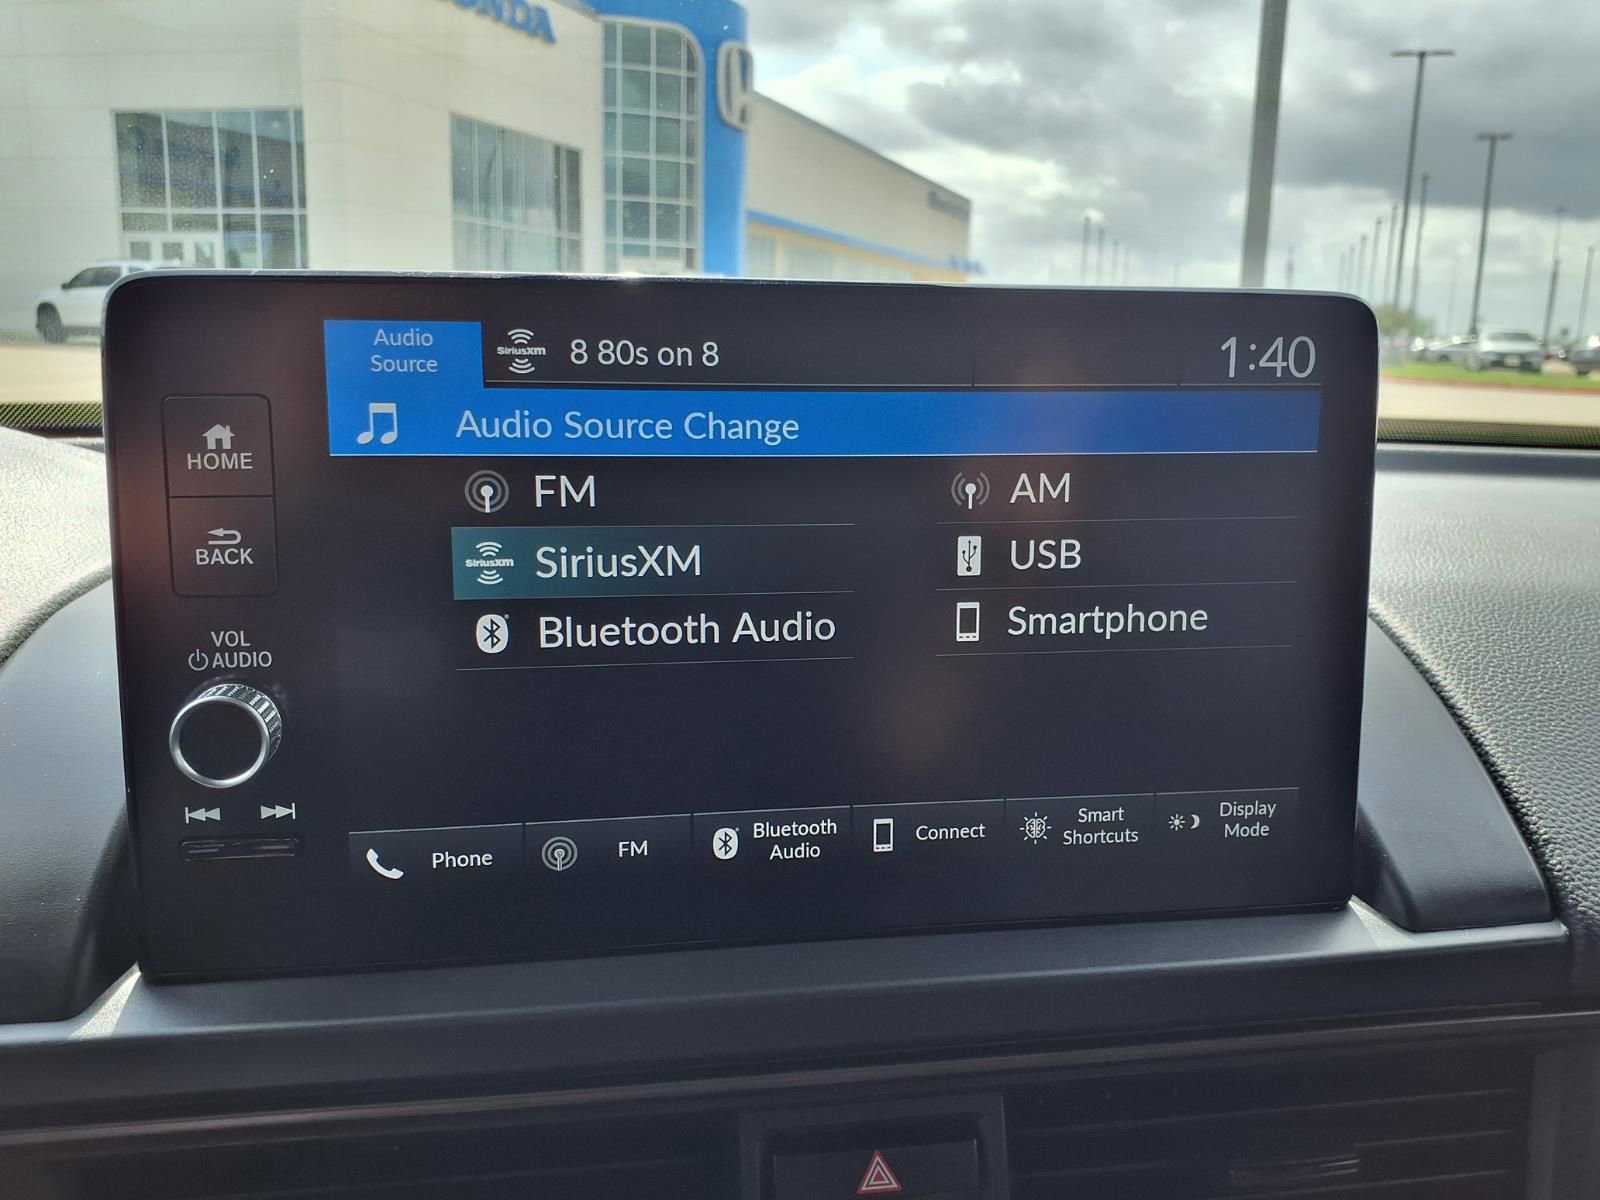 HONDA
Audio
Source
SiriusXM
8 80s on 8
1:40
Audio Source Change
HOME
BACK
VOL
AUDIO
FM
AM
SiriusXM
SiriusXM
USB
Bluetooth Audio
Smartphone
Phone
FM
Bluetooth
Audio
Connect
Smart
Shortcuts
Display
Mode